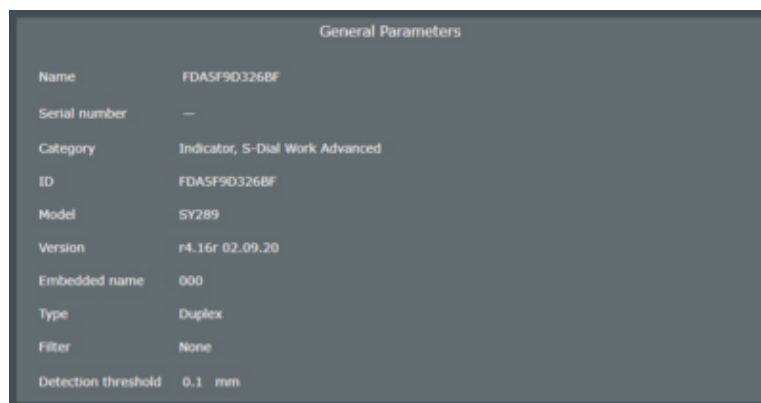 General Parameters
Name FDA5F9D326BF
Serial number —
Category Indicator, S-Dial Work Advanced
ID FDA5F9D326BF
Model SY289
Version r4.16r 02.09.20
Embedded name 000
Type Duplex
Filter None
Detection threshold 0.1 mm